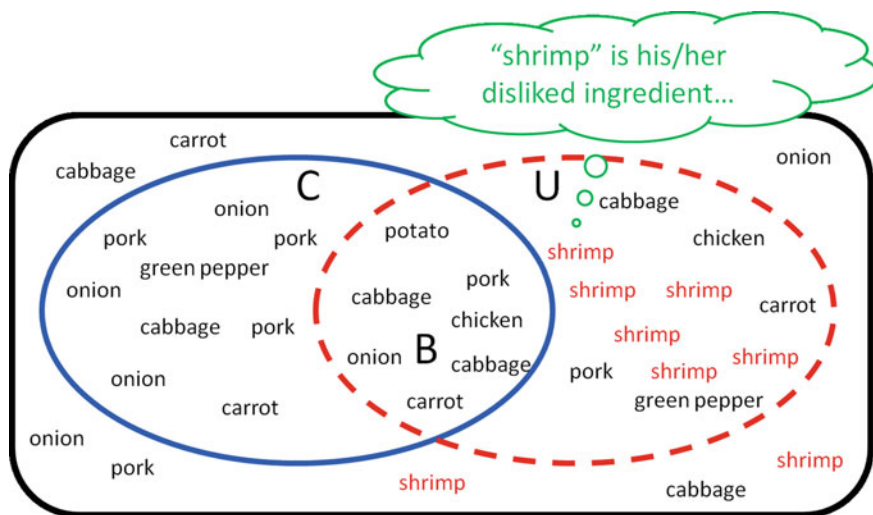 “shrimp” is his/her
disliked ingredient...
carrot
cabbage
onion
C
U
onion
cabbage
pork
pork
potato
chicken
green pepper
shrimp
onion
pork
cabbage
shrimp
shrimp
carrot
cabbage
pork
chicken
shrimp
onion
B
cabbage
shrimp
onion
pork
shrimp
carrot
carrot
green pepper
onion
pork
shrimp
shrimp
cabbage